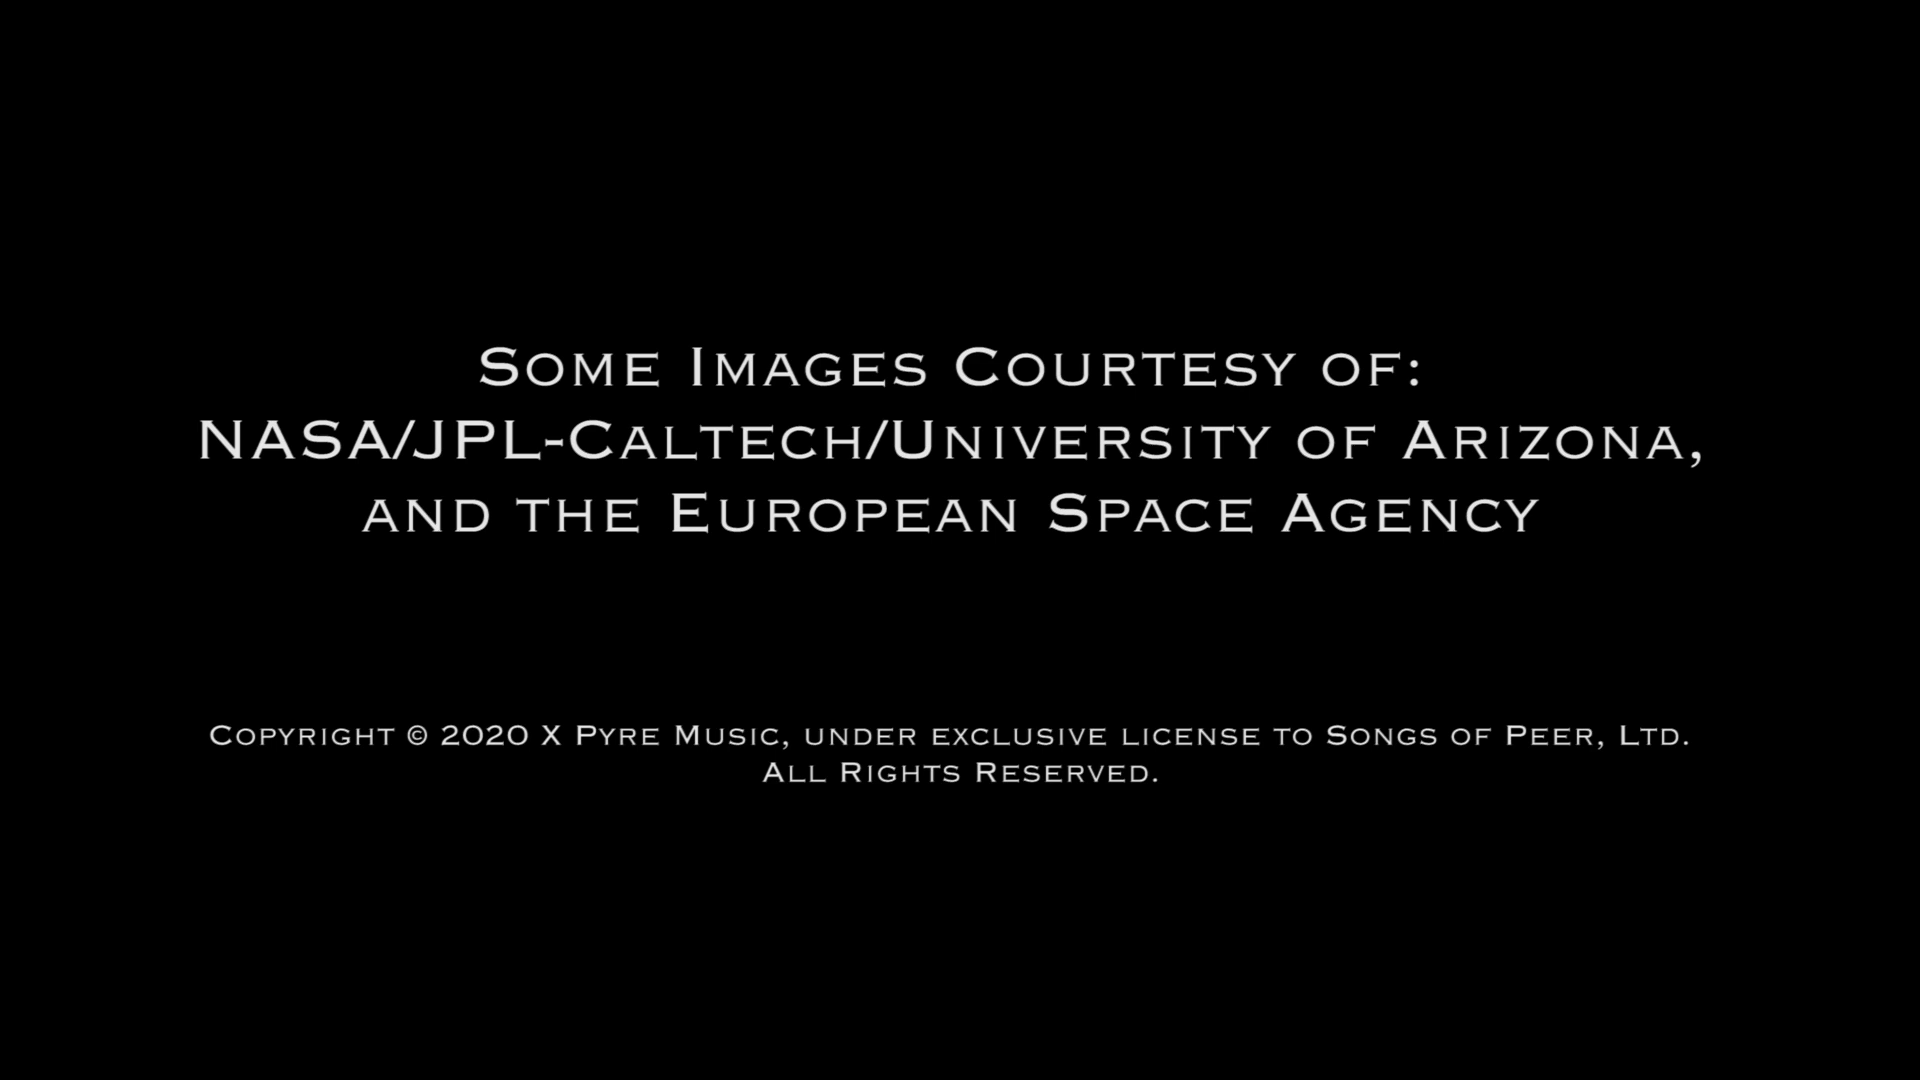 Some Images Courtesy of:
NASA/JPL-Caltech/University of Arizona,
and the European Space Agency
Copyright © 2020 X Pyre Music, under exclusive license to Songs of Peer, Ltd.
All Rights Reserved.